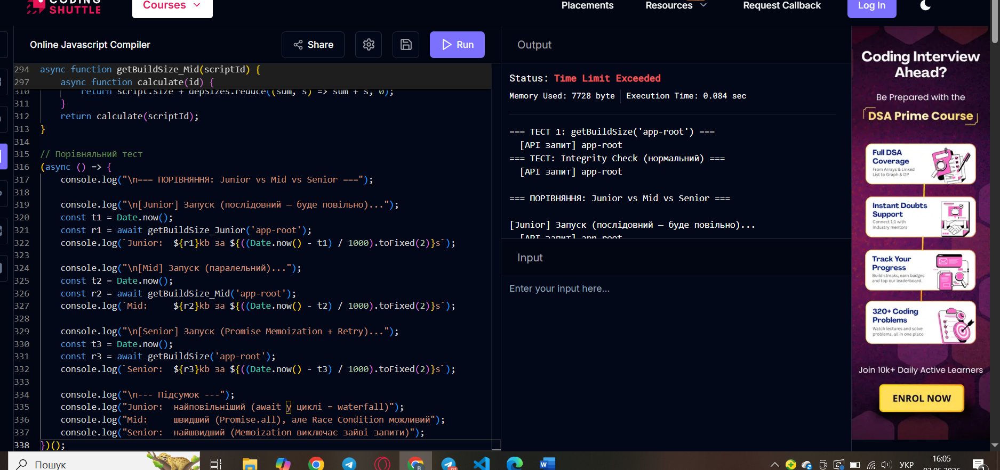 CODING
SHUTTLE
Courses
Placements
Resources
Request Callback
Log In
Online Javascript Compiler
Share
Run
294 async function getBuildSize_Mid(scriptId) {
297 async function calculate(id) {
310 return script.size + depSizes.reduce((sum, s) => sum + s, 0);
311 }
312 return calculate(scriptId);
313 }
314
315 // Порівняльний тест
316 (async () => {
317 console.log("\n=== ПОРІВНЯННЯ: Junior vs Mid vs Senior ===");
318
319 console.log("\n[Junior] Запуск (послідовний — буде повільно)...");
320 const t1 = Date.now();
321 const r1 = await getBuildSize_Junior('app-root');
322 console.log(`Junior:  ${r1}kb за ${((Date.now() - t1) / 1000).toFixed(2)}s`);
323
324 console.log("\n[Mid] Запуск (паралельний)...");
325 const t2 = Date.now();
326 const r2 = await getBuildSize_Mid('app-root');
327 console.log(`Mid:     ${r2}kb за ${((Date.now() - t2) / 1000).toFixed(2)}s`);
328
329 console.log("\n[Senior] Запуск (Promise Memoization + Retry)...");
330 const t3 = Date.now();
331 const r3 = await getBuildSize('app-root');
332 console.log(`Senior:  ${r3}kb за ${((Date.now() - t3) / 1000).toFixed(2)}s`);
333
334 console.log("\n--- Підсумок ---");
335 console.log("Junior:  найповільніший (await у циклі = waterfall)");
336 console.log("Mid:     швидший (Promise.all), але Race Condition можливий");
337 console.log("Senior:  найшвидший (Memoization виключає зайві запити)");
338 })();
Output
Status: Time Limit Exceeded
Memory Used: 7728 byte
Execution Time: 0.084 sec
=== ТЕСТ 1: getBuildSize('app-root') ===
[API запит] app-root
=== ТЕСТ: Integrity Check (нормальний) ===
[API запит] app-root
=== ПОРІВНЯННЯ: Junior vs Mid vs Senior ===
[Junior] Запуск (послідовний — буде повільно)...
[API запит] app-root
Input
Enter your input here...
Coding Interview
Ahead?
Be Prepared with the
DSA Prime Course
Full DSA
Coverage
From Arrays & Linked
List to Graph & DP
Instant Doubts
Support
Connect 1:1 with
Industry mentors
Track Your
Progress
Build streaks, earn badges
and top our leaderboard.
320+ Coding
Problems
Watch lectures and solve
problems, all in one place
Join 10k+ Daily Active Learners
ENROL NOW
Пошук
УКР
16:05